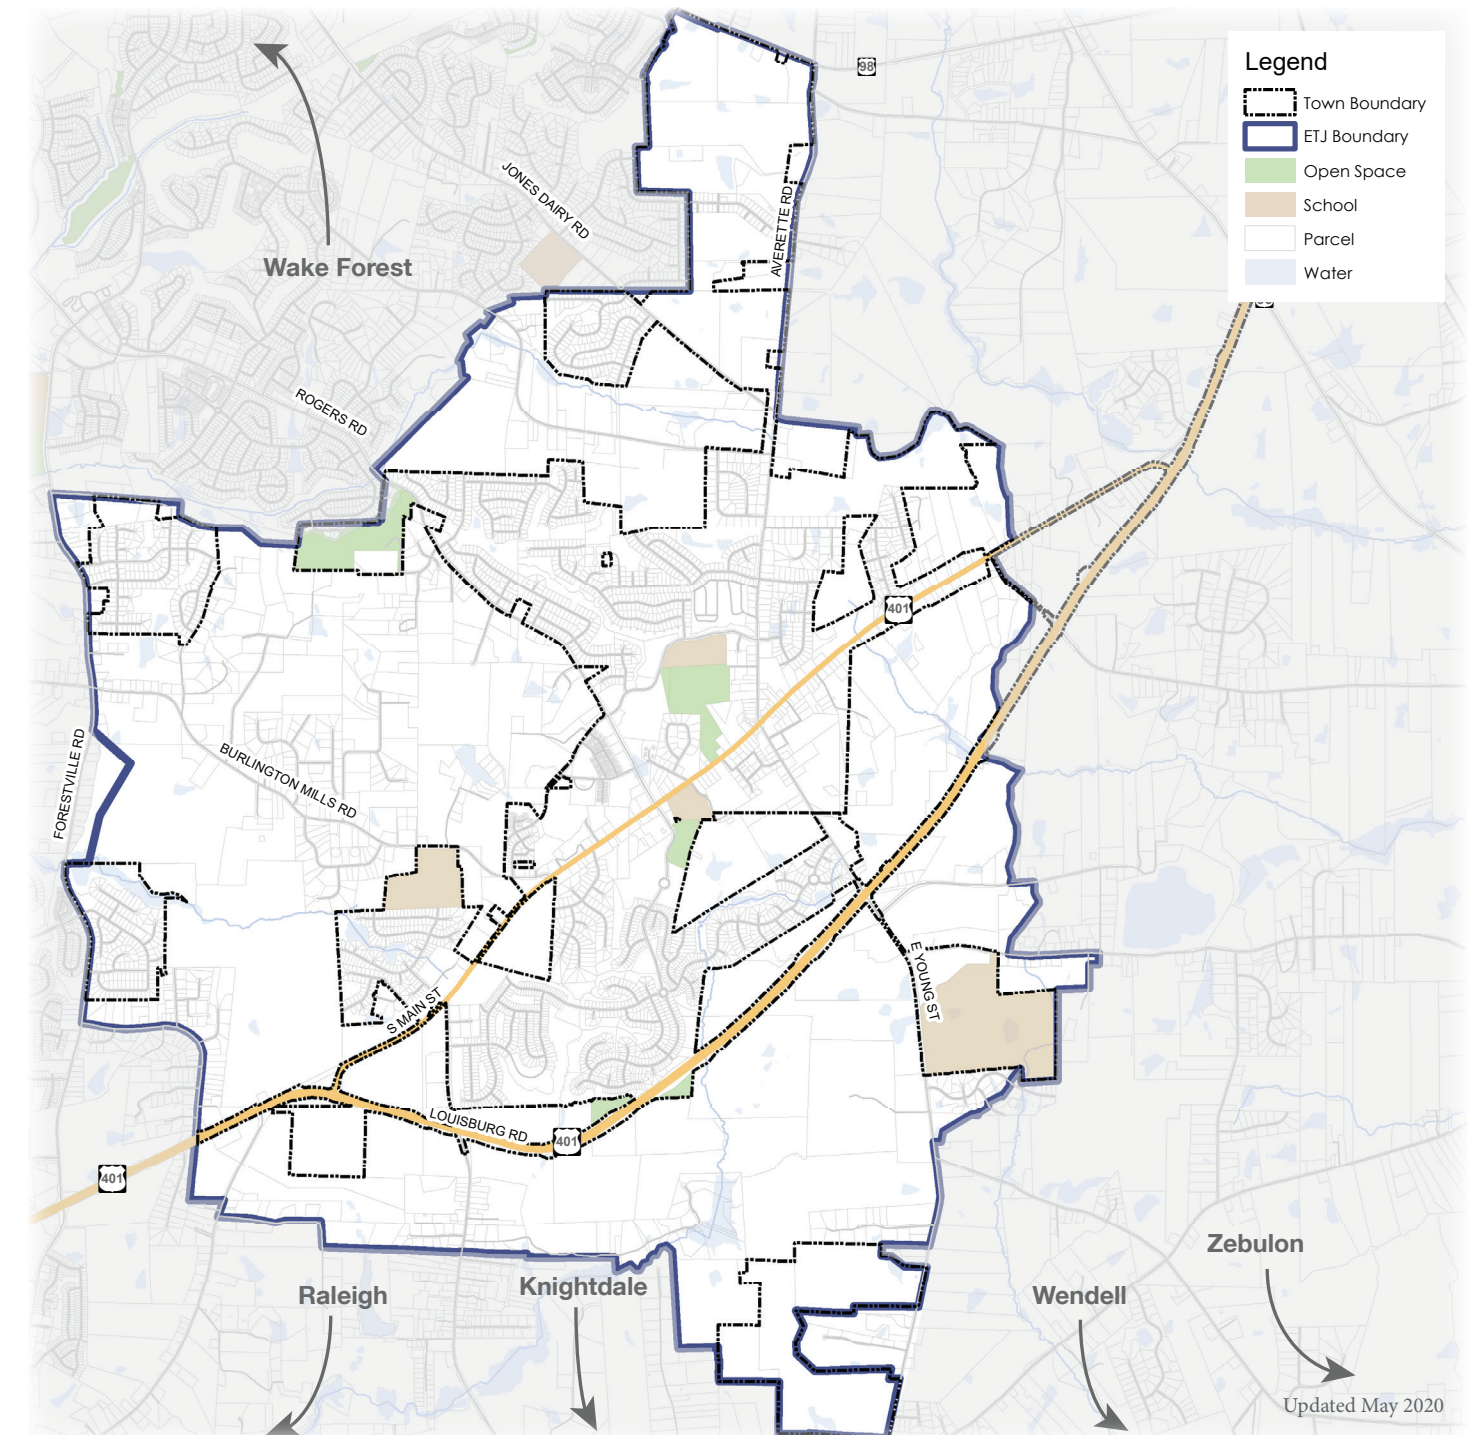 Legend
Town Boundary
ETJ Boundary
Open Space
School
Parcel
Water
98
JONES DAIRY RD
AVERETTE RD
Wake Forest
ROGERS RD
401
FORESTVILLE RD
BURLINGTON MILLS RD
E YOUNG ST
S MAIN ST
LOUISBURG RD
401
401
Zebulon
Raleigh
Knightdale
Wendell
Updated May 2020